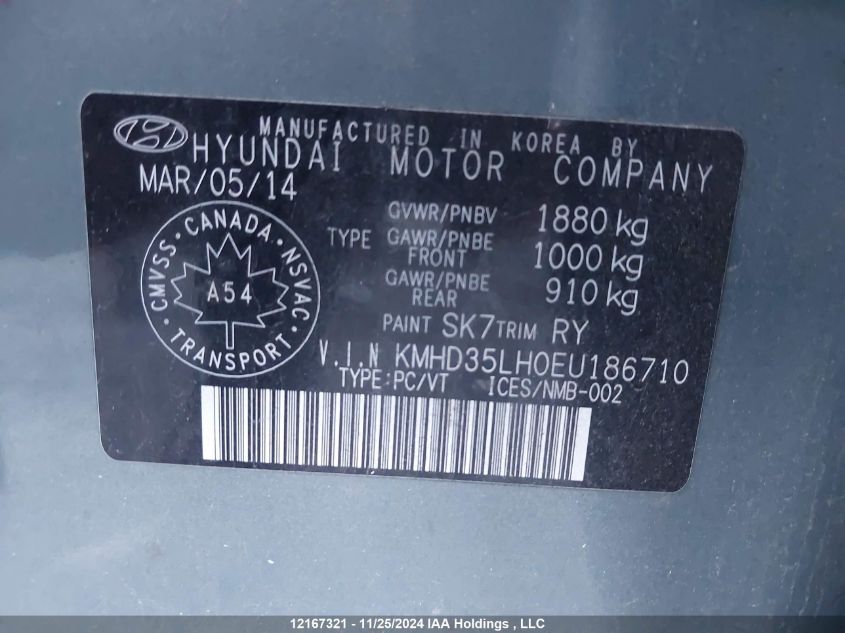 MANUFACTURED IN KOREA BY
HYUNDAI MOTOR COMPANY
MAR/05/14
GVWR/PNBV 1880 kg
TYPE GAWR/PNBE FRONT 1000 kg
GAWR/PNBE REAR 910 kg
CANADA · NSVAC · TRANSPORT · CMVSS ·
A54
PAINT SK7 TRIM RY
V.I.N KMHD35LH0EU186710
TYPE:PC/VT ICES/NMB-002
12167321 - 11/25/2024 IAA Holdings , LLC